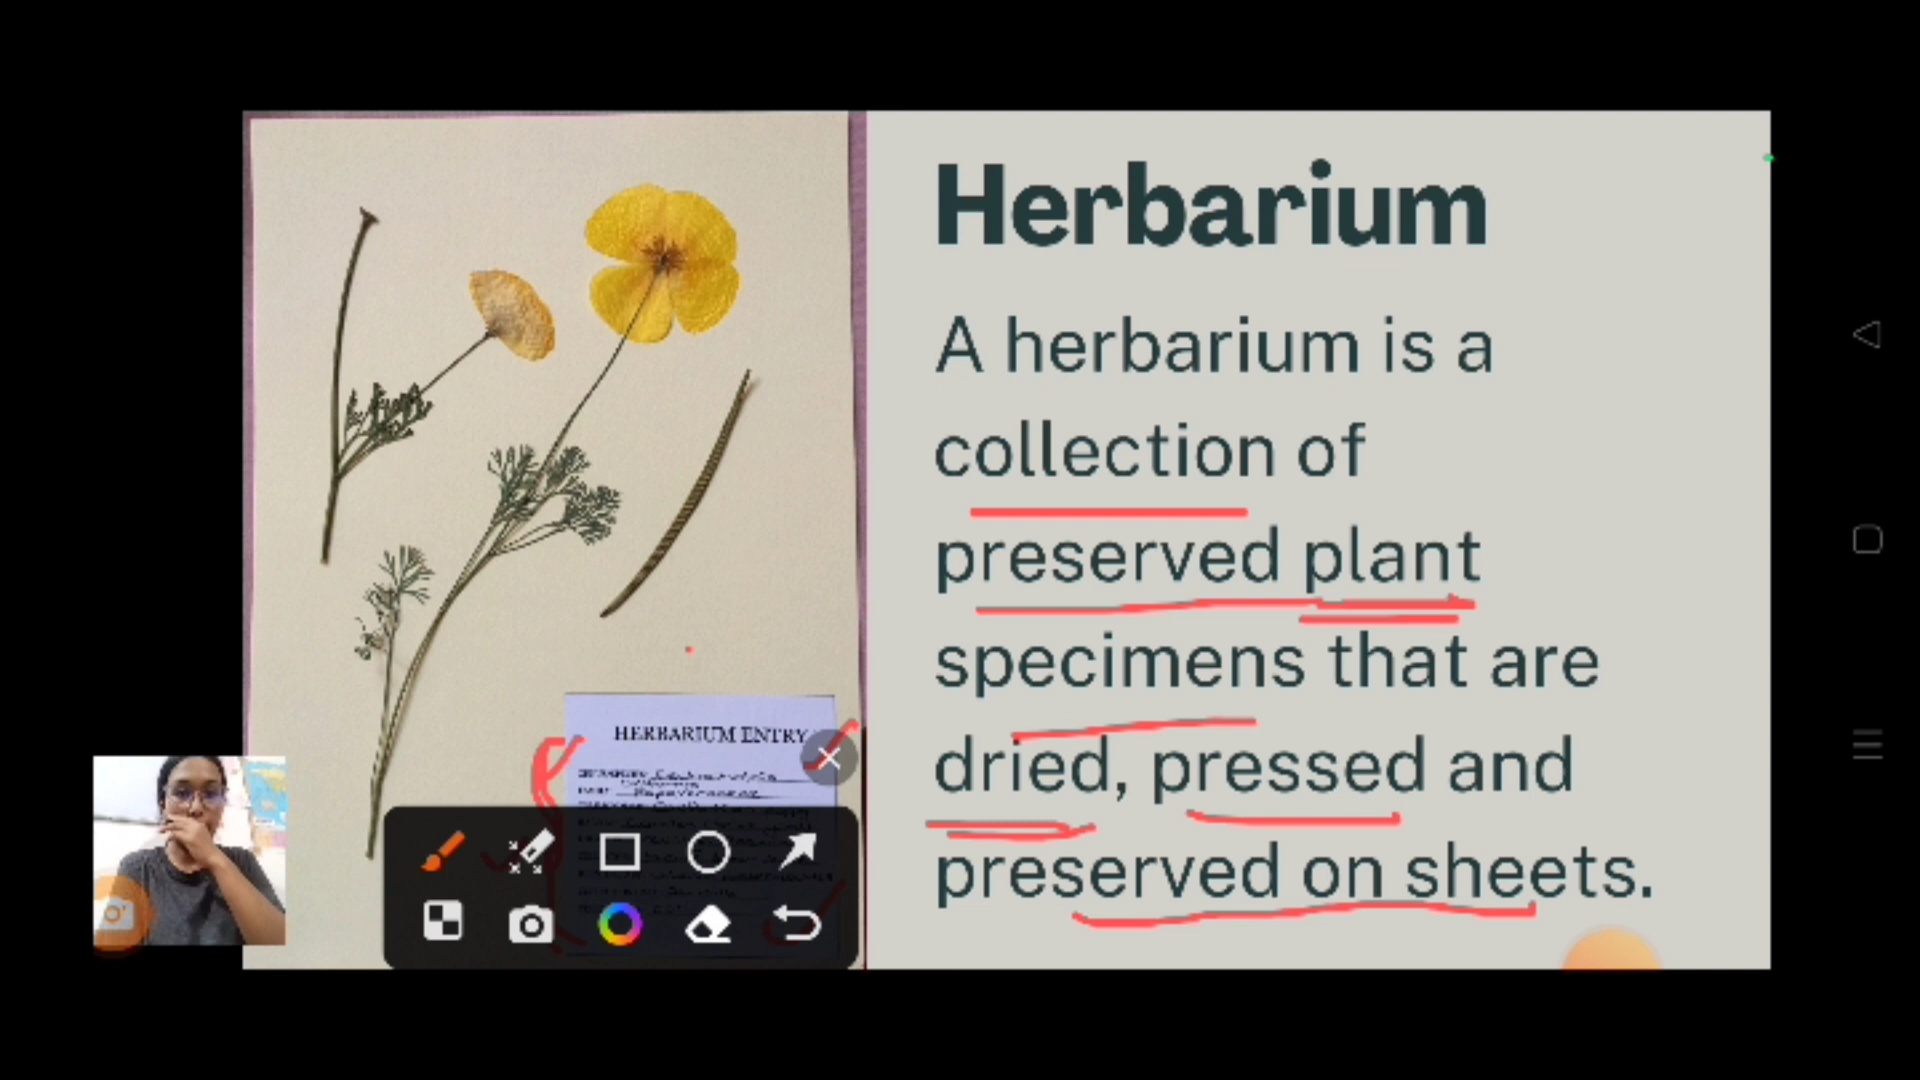 Herbarium
A herbarium is a
collection of
preserved plant
specimens that are
dried, pressed and
preserved on sheets.
HERBARIUM ENTRY